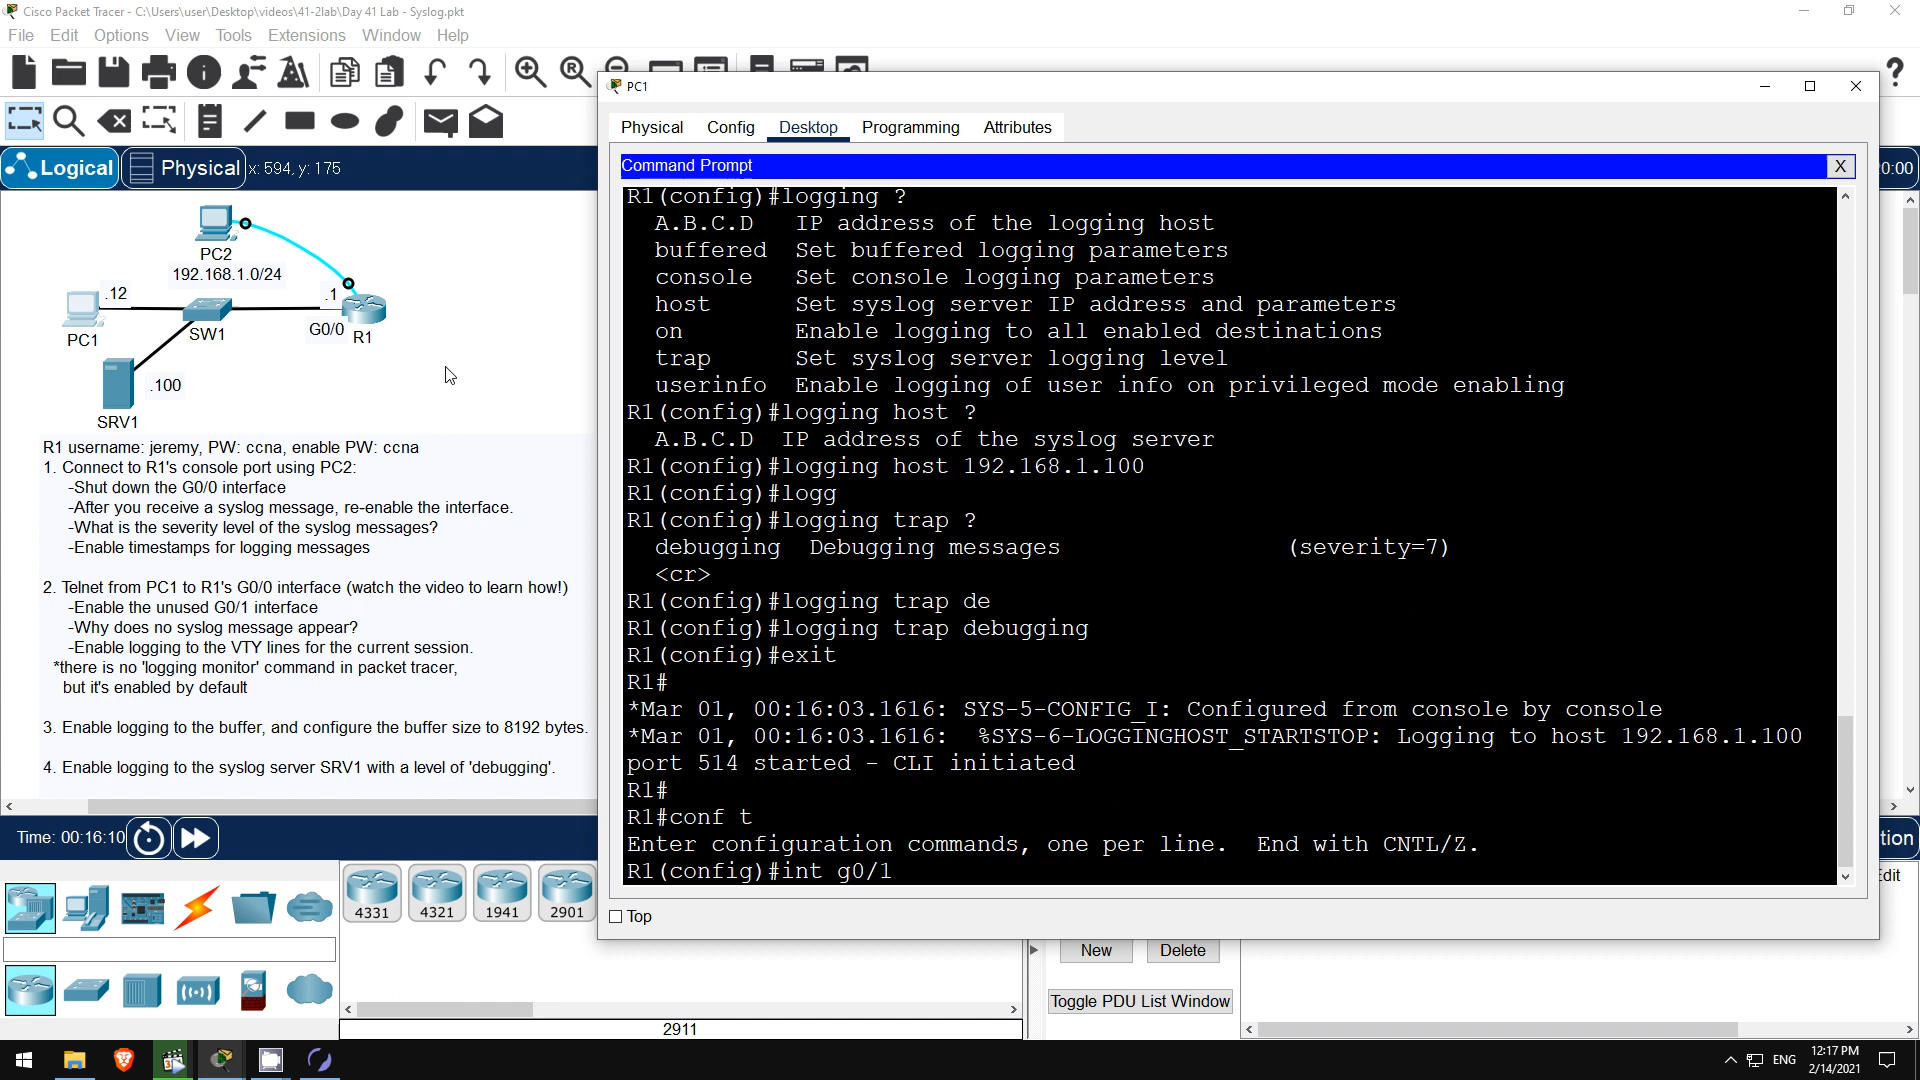 Cisco Packet Tracer - C:\Users\user\Desktop\videos\41-2lab\Day 41 Lab - Syslog.pkt
File Edit Options View Tools Extensions Window Help
Logical Physical x: 594, y: 175
0:00
PC2
192.168.1.0/24
.12
.1
PC1
SW1
G0/0
R1
.100
SRV1
R1 username: jeremy, PW: ccna, enable PW: ccna
1. Connect to R1's console port using PC2:
-Shut down the G0/0 interface
-After you receive a syslog message, re-enable the interface.
-What is the severity level of the syslog messages?
-Enable timestamps for logging messages
2. Telnet from PC1 to R1's G0/0 interface (watch the video to learn how!)
-Enable the unused G0/1 interface
-Why does no syslog message appear?
-Enable logging to the VTY lines for the current session.
*there is no 'logging monitor' command in packet tracer,
but it's enabled by default
3. Enable logging to the buffer, and configure the buffer size to 8192 bytes.
4. Enable logging to the syslog server SRV1 with a level of 'debugging'.
PC1
Physical Config Desktop Programming Attributes
Command Prompt
X
R1(config)#logging ?
A.B.C.D IP address of the logging host
buffered Set buffered logging parameters
console Set console logging parameters
host Set syslog server IP address and parameters
on Enable logging to all enabled destinations
trap Set syslog server logging level
userinfo Enable logging of user info on privileged mode enabling
R1(config)#logging host ?
A.B.C.D IP address of the syslog server
R1(config)#logging host 192.168.1.100
R1(config)#logg
R1(config)#logging trap ?
debugging Debugging messages (severity=7)
<cr>
R1(config)#logging trap de
R1(config)#logging trap debugging
R1(config)#exit
R1#
*Mar 01, 00:16:03.1616: SYS-5-CONFIG_I: Configured from console by console
*Mar 01, 00:16:03.1616: %SYS-6-LOGGINGHOST_STARTSTOP: Logging to host 192.168.1.100
port 514 started - CLI initiated
R1#
R1#conf t
Enter configuration commands, one per line. End with CNTL/Z.
R1(config)#int g0/1
Top
Time: 00:16:10
tion
Edit
4331 4321 1941 2901
New Delete
Toggle PDU List Window
2911
ENG
12:17 PM
2/14/2021